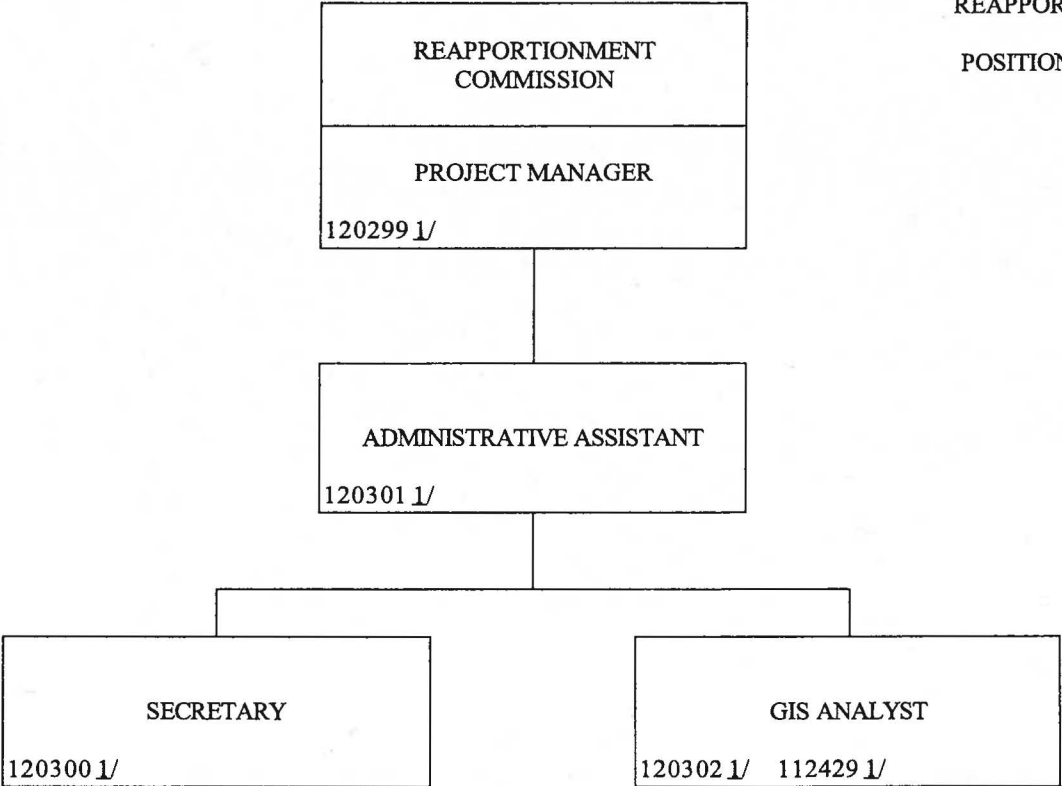 REAPPOR
POSITION
REAPPORTIONMENT
COMMISSION
PROJECT MANAGER
120299 1/
ADMINISTRATIVE ASSISTANT
120301 1/
SECRETARY
120300 1/
GIS ANALYST
120302 1/ 112429 1/